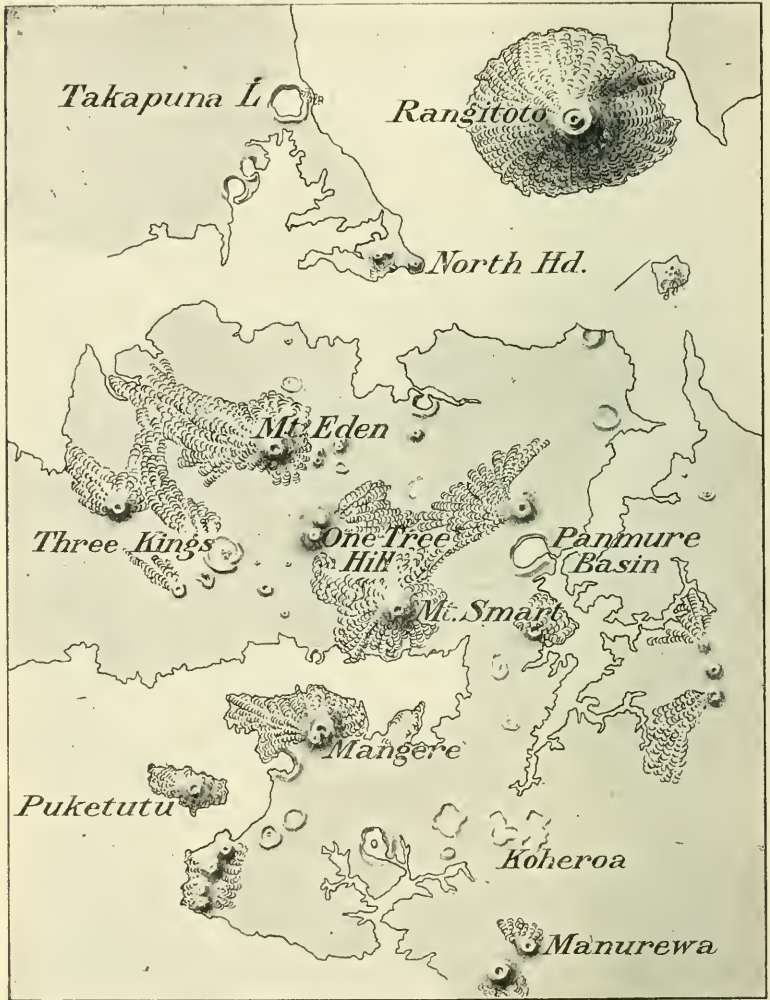 Takapuna L.
Rangitoto
North Hd.
Mt. Eden
Three Kings
One Tree
Hill
Panmure
Basin
Mt. Smart
Mangere
Puketutu
Koheroa
Manurewa